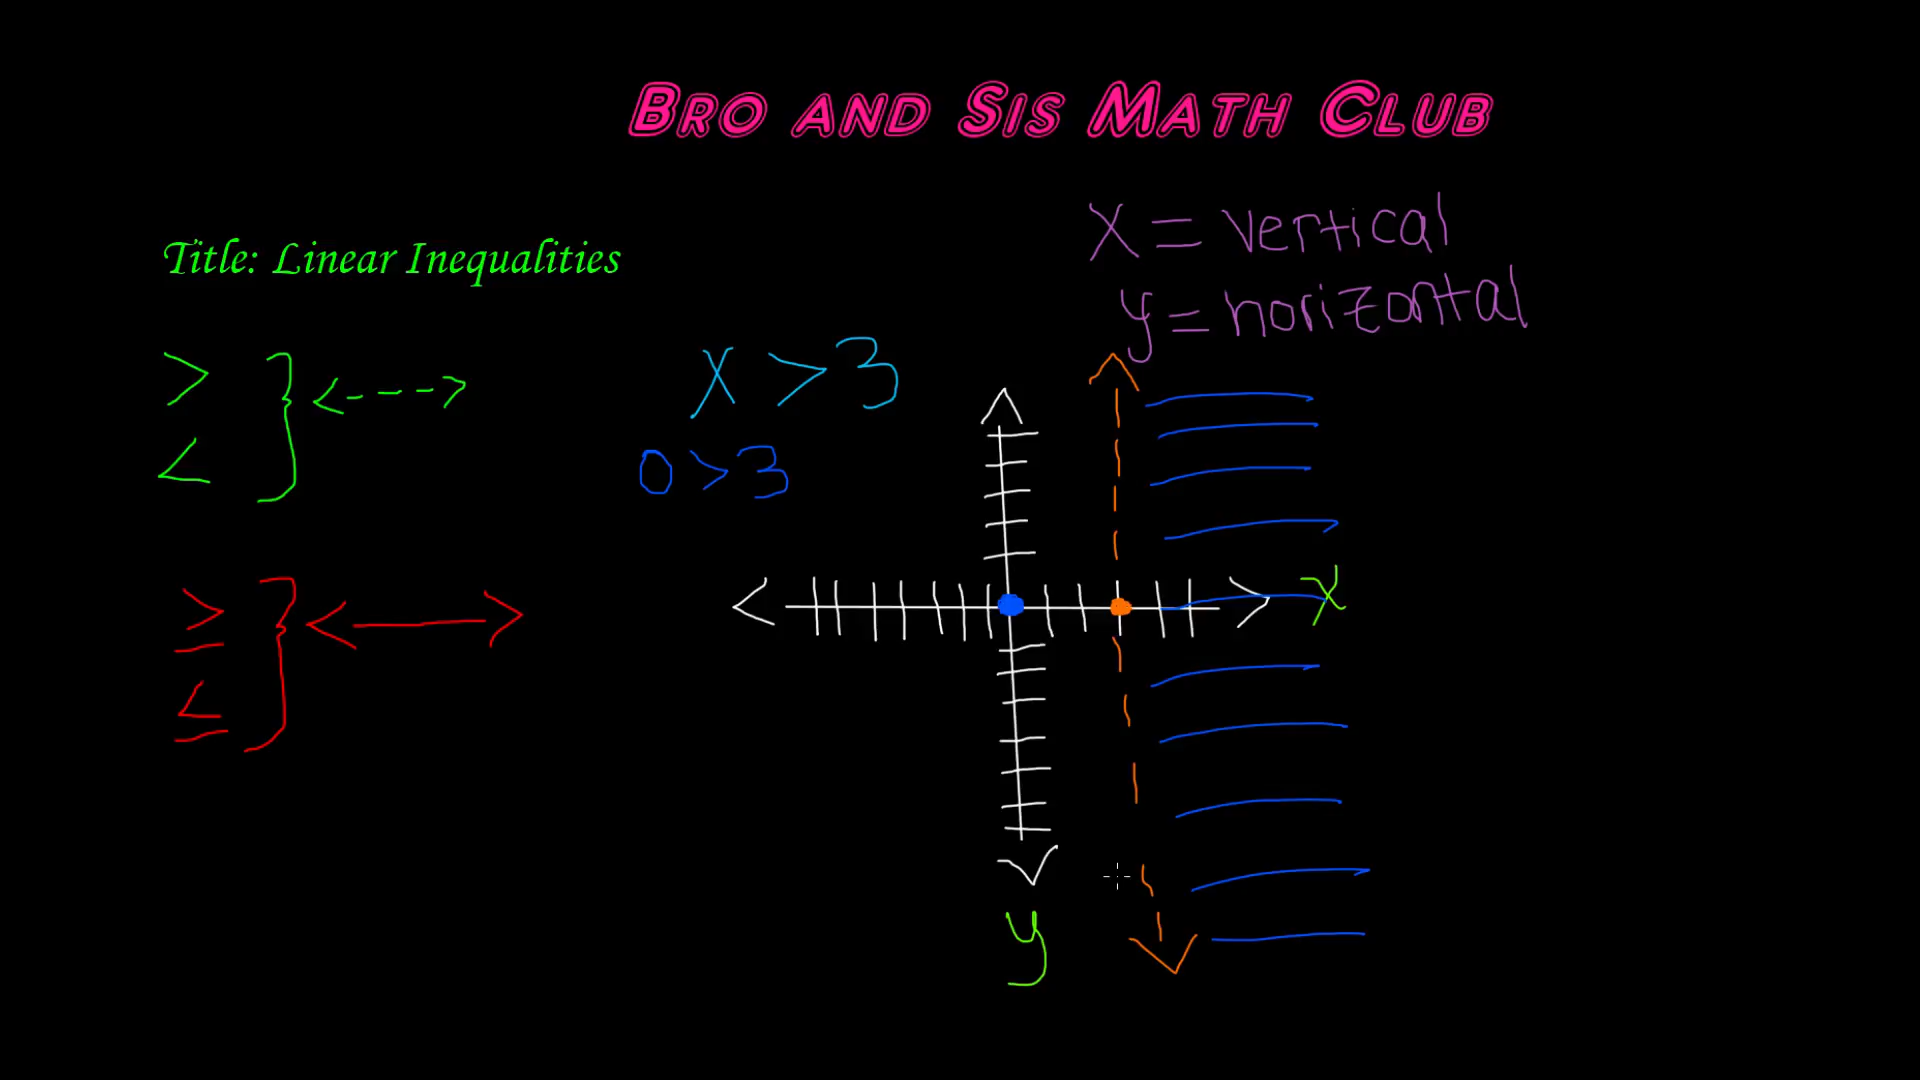 Bro and Sis Math Club
x = vertical
Title: Linear Inequalities
y = horizontal
>
<
x > 3
0 > 3
≥
≤
x
y